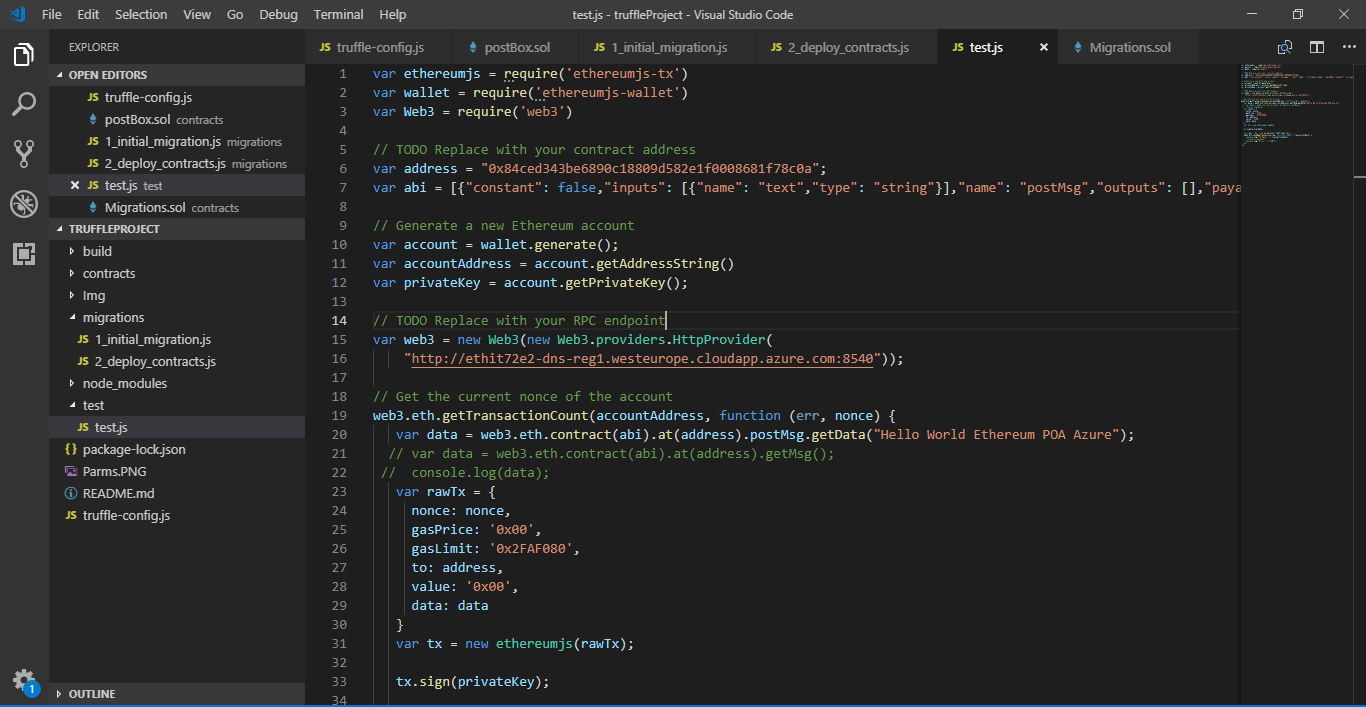 File Edit Selection View Go Debug Terminal Help
test.js - truffleProject - Visual Studio Code
EXPLORER
OPEN EDITORS
JS truffle-config.js
postBox.sol contracts
JS 1_initial_migration.js migrations
JS 2_deploy_contracts.js migrations
JS test.js test
Migrations.sol contracts
TRUFFLEPROJECT
build
contracts
Img
migrations
JS 1_initial_migration.js
JS 2_deploy_contracts.js
node_modules
test
JS test.js
{} package-lock.json
Parms.PNG
README.md
JS truffle-config.js
OUTLINE
1
JS truffle-config.js
postBox.sol
JS 1_initial_migration.js
JS 2_deploy_contracts.js
JS test.js
Migrations.sol
1 var ethereumjs = require('ethereumjs-tx')
2 var wallet = require('ethereumjs-wallet')
3 var Web3 = require('web3')
4
5 // TODO Replace with your contract address
6 var address = "0x84ced343be6890c18809d582e1f0008681f78c0a";
7 var abi = [{"constant": false,"inputs": [{"name": "text","type": "string"}],"name": "postMsg","outputs": [],"paya
8
9 // Generate a new Ethereum account
10 var account = wallet.generate();
11 var accountAddress = account.getAddressString()
12 var privateKey = account.getPrivateKey();
13
14 // TODO Replace with your RPC endpoint
15 var web3 = new Web3(new Web3.providers.HttpProvider(
16 "http://ethit72e2-dns-reg1.westeurope.cloudapp.azure.com:8540"));
17
18 // Get the current nonce of the account
19 web3.eth.getTransactionCount(accountAddress, function (err, nonce) {
20 var data = web3.eth.contract(abi).at(address).postMsg.getData("Hello World Ethereum POA Azure");
21 // var data = web3.eth.contract(abi).at(address).getMsg();
22 // console.log(data);
23 var rawTx = {
24 nonce: nonce,
25 gasPrice: '0x00',
26 gasLimit: '0x2FAF080',
27 to: address,
28 value: '0x00',
29 data: data
30 }
31 var tx = new ethereumjs(rawTx);
32
33 tx.sign(privateKey);
34